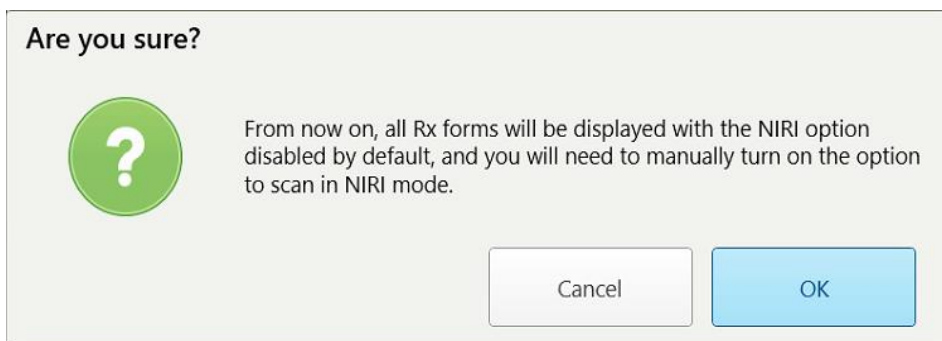 Are you sure?
?
From now on, all Rx forms will be displayed with the NIRI option
disabled by default, and you will need to manually turn on the option
to scan in NIRI mode.
Cancel
OK